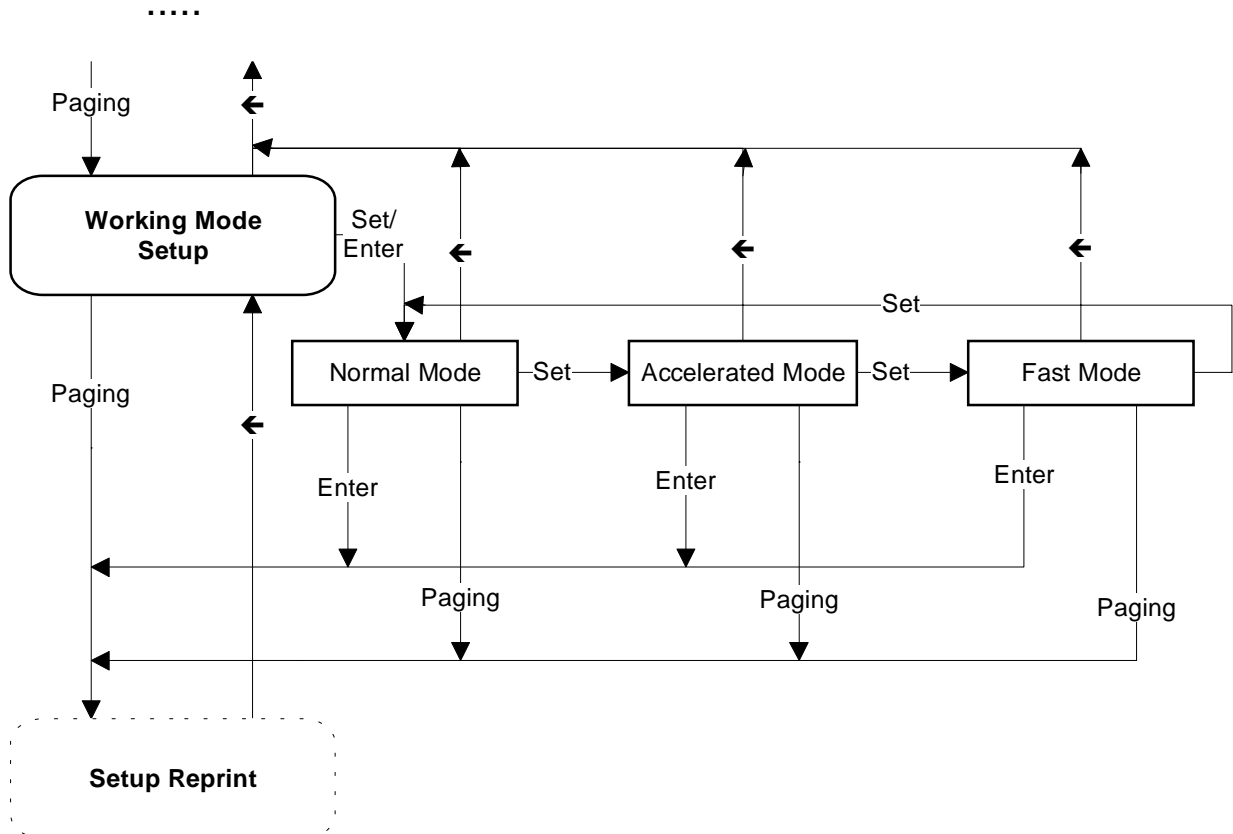 .....
Paging
←
Working Mode
Setup
Set/
Enter
←
←
←
Set
Normal Mode
Set
Accelerated Mode
Set
Fast Mode
Paging
←
Enter
Enter
Enter
Paging
Paging
Paging
Setup Reprint